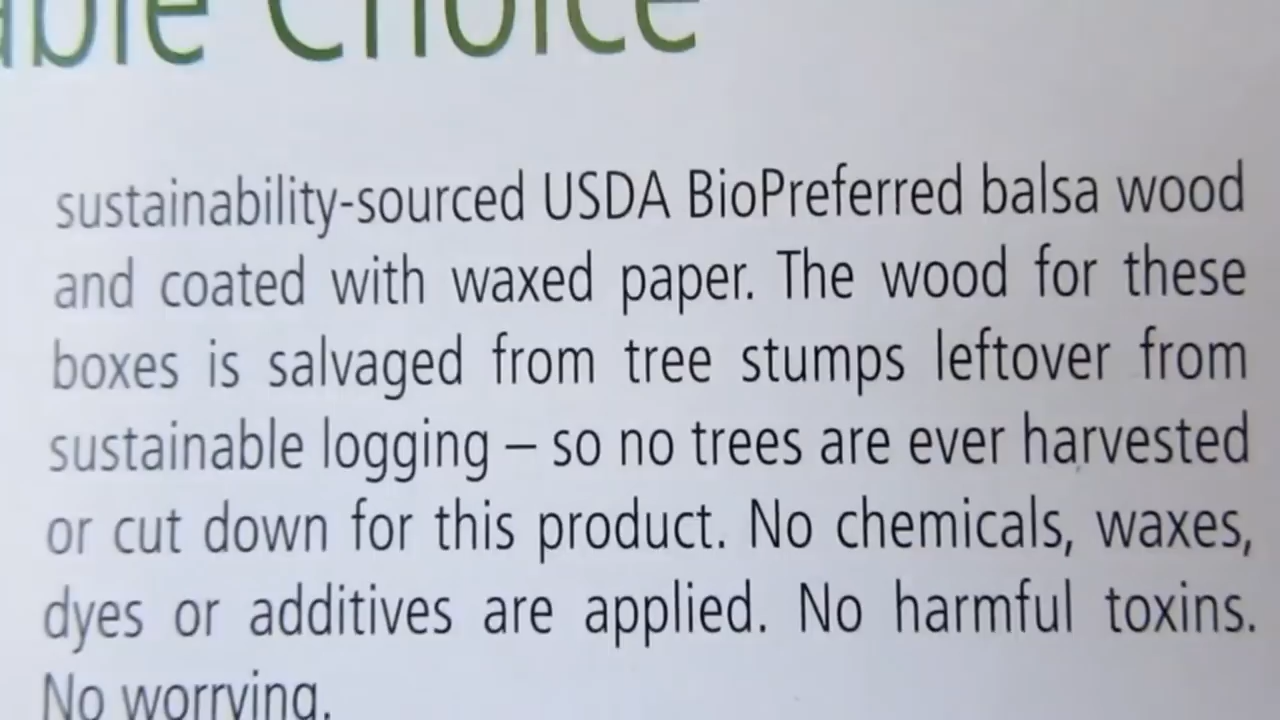 Choice
sustainability-sourced USDA BioPreferred balsa wood
and coated with waxed paper. The wood for these
boxes is salvaged from tree stumps leftover from
sustainable logging – so no trees are ever harvested
or cut down for this product. No chemicals, waxes,
dyes or additives are applied. No harmful toxins.
No worrying.